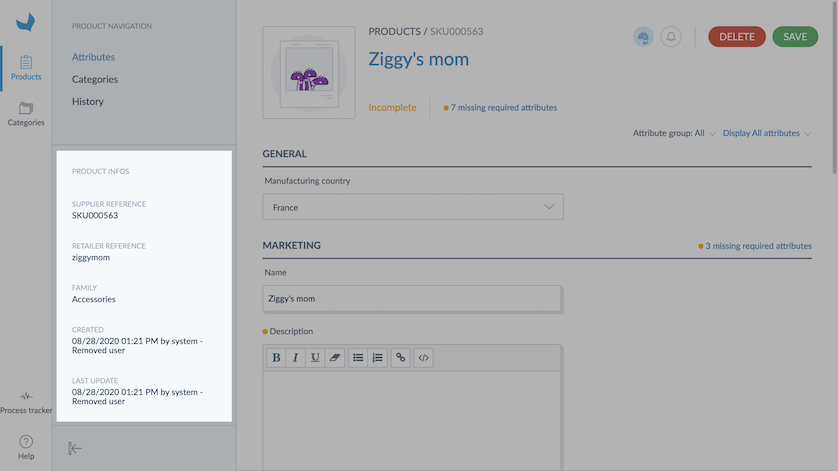 Products
Categories
Process tracker
Help
PRODUCT NAVIGATION
Attributes
Categories
History
PRODUCT INFOS
SUPPLIER REFERENCE
SKU000563
RETAILER REFERENCE
ziggymom
FAMILY
Accessories
CREATED
08/28/2020 01:21 PM by system -
Removed user
LAST UPDATE
08/28/2020 01:21 PM by system -
Removed user
PRODUCTS / SKU000563
DELETE
SAVE
Ziggy's mom
Incomplete
7 missing required attributes
Attribute group: All
Display All attributes
GENERAL
Manufacturing country
France
MARKETING
3 missing required attributes
Name
Ziggy's mom
Description
B I U </>